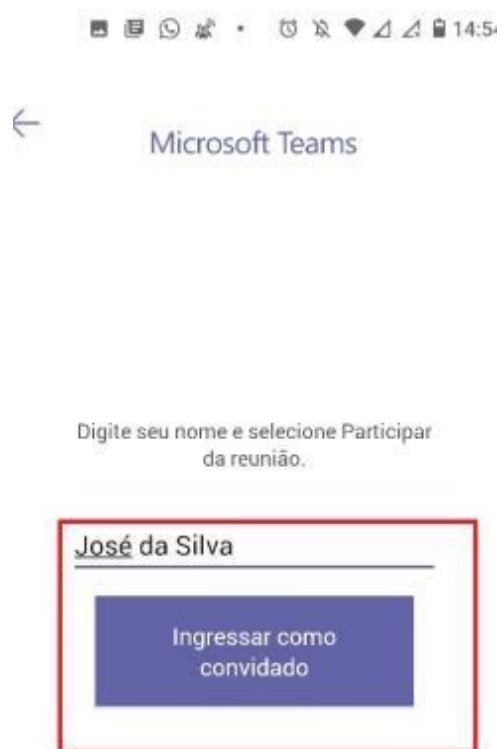 14:54
Microsoft Teams
Digite seu nome e selecione Participar
da reunião.
José da Silva
Ingressar como
convidado